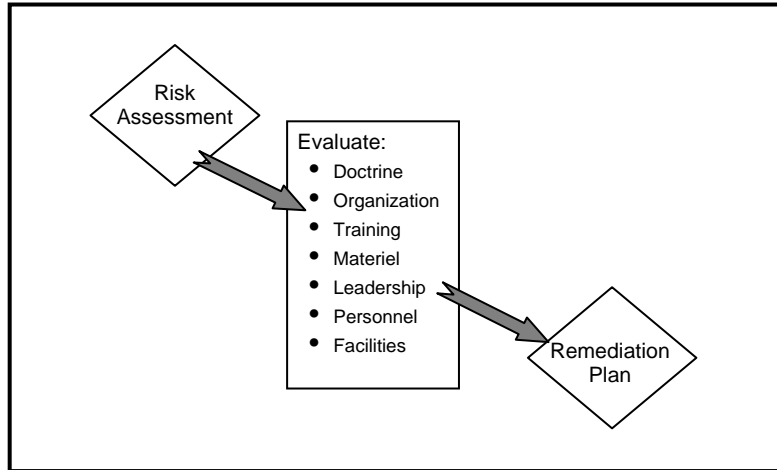 Risk
Assessment
Evaluate:
• Doctrine
• Organization
• Training
• Materiel
• Leadership
• Personnel
• Facilities
Remediation
Plan